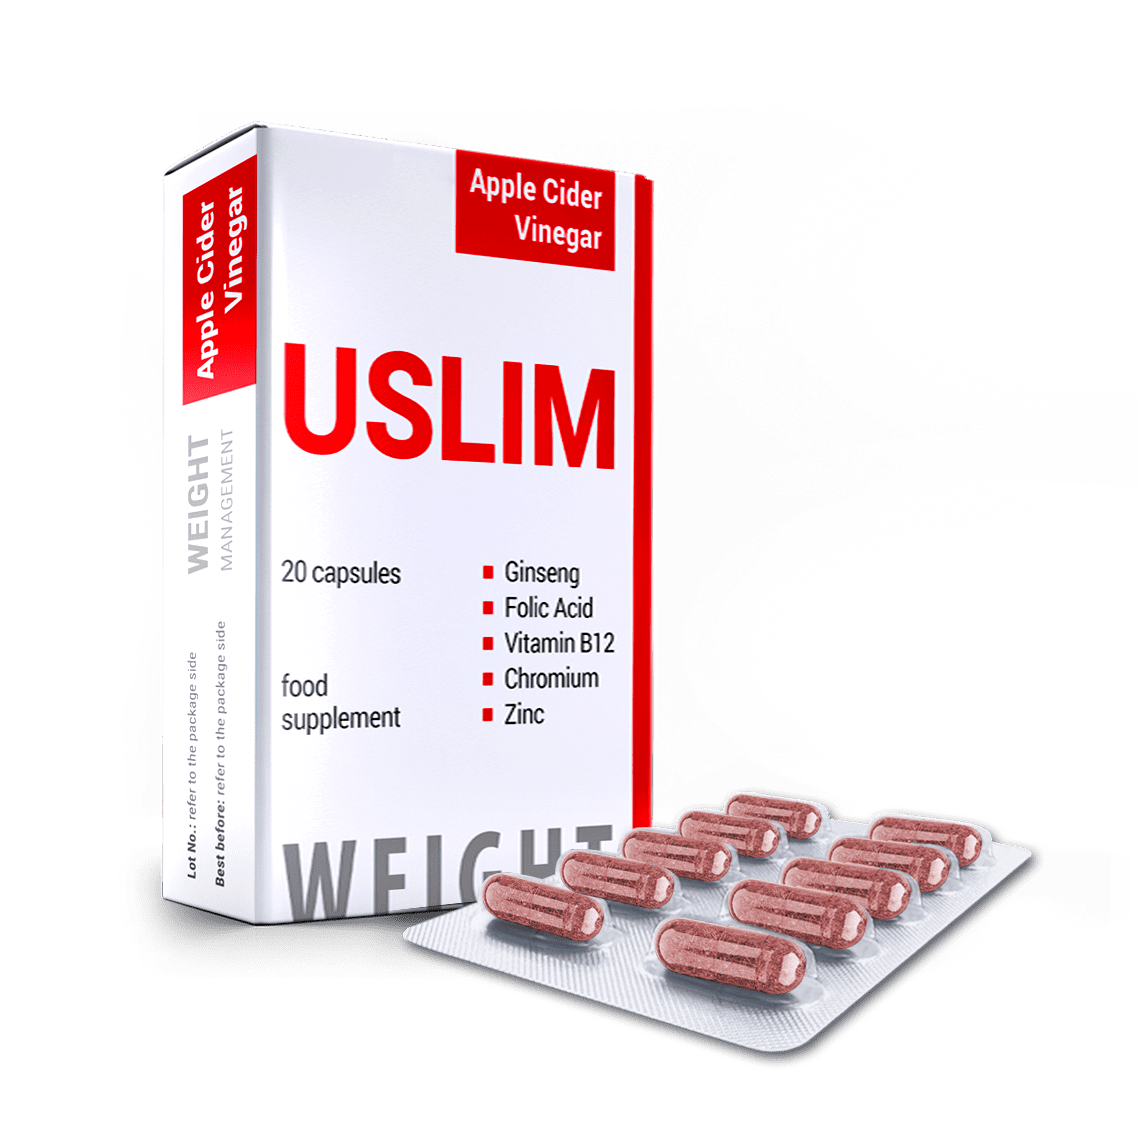 Apple Cider
Vinegar
USLIM
20 capsules
food
supplement
Ginseng
Folic Acid
Vitamin B12
Chromium
Zinc
WEIGHT
Apple Cider
Vinegar
WEIGHT
MANAGEMENT
Lot No.: refer to the package side
Best before: refer to the package side